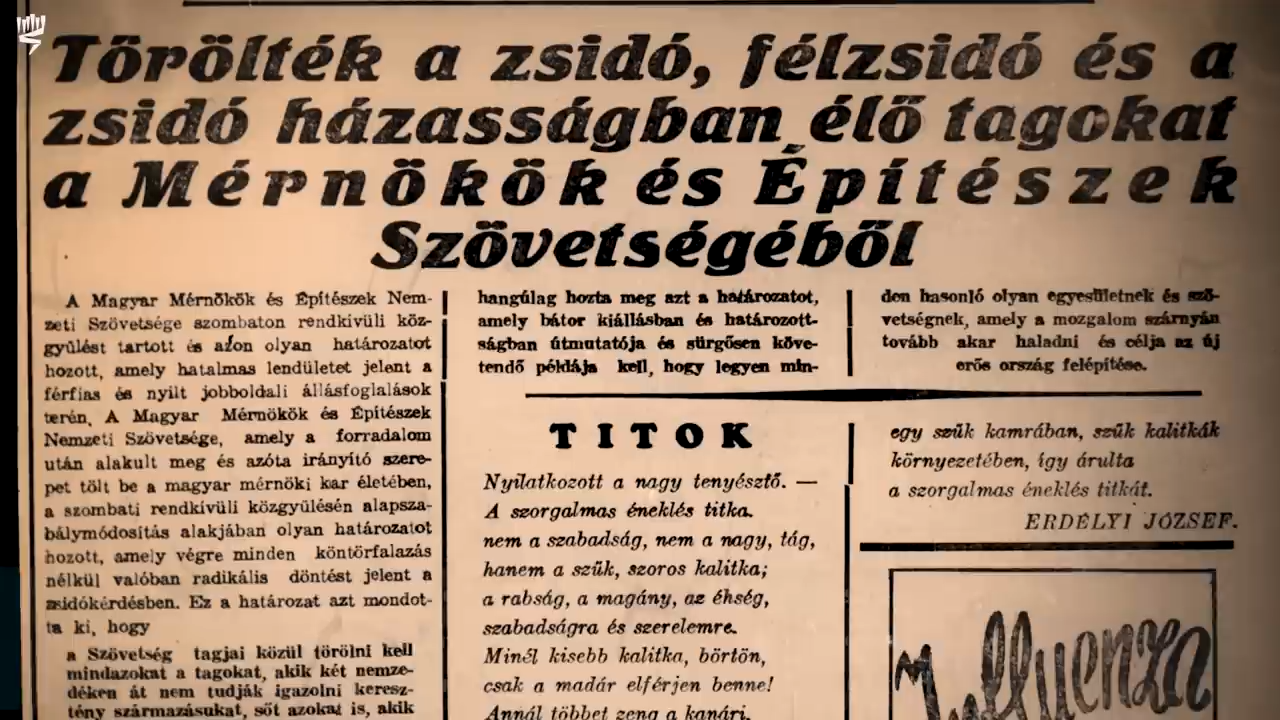 Törölték a zsidó, félzsidó és a
zsidó házasságban élő tagokat
a Mérnökök és Építészek
Szövetségéből
A Magyar Mérnökök és Építészek Nem-
zeti Szövetsége szombaton rendkívüli köz-
gyűlést tartott és azon olyan határozatot
hozott, amely hatalmas lendületet jelent a
férfias és nyilt jobboldali állásfoglalások
terén. A Magyar Mérnökök és Építészek
Nemzeti Szövetsége, amely a forradalom
után alakult meg és azóta irányító szere-
pet tölt be a magyar mérnöki kar életében,
a szombati rendkívüli közgyűlésén alapsza-
bálymódosítás alakjában olyan határozatot
hozott, amely végre minden köntörfalazás
nélkül valóban radikális döntést jelent a
zsidókérdésben. Ez a határozat azt mondot-
ta ki, hogy
a Szövetség tagjai közül törölni kell
mindazokat a tagokat, akik két nemze-
déken át nem tudják igazolni keresz-
tény származásukat, sőt azokat is, akik
hangúlag hozta meg azt a határozatot,
amely bátor kiállásban és határozott-
ságban útmutatója és sürgősen köve-
tendő példája kell, hogy legyen min-
den hasonló olyan egyesületnek és szö-
vetségnek, amely a mozgalom szárnyán
tovább akar haladni és célja az új
erős ország felépítése.
TITOK
Nyilatkozott a nagy tenyésztő. —
A szorgalmas éneklés titka.
nem a szabadság, nem a nagy, tág,
hanem a szűk, szoros kalitka;
a rabság, a magány, az éhség,
szabadságra és szerelemre.
Minél kisebb kalitka, börtön,
csak a madár elférjen benne!
Annál többet zeng a kanári,
egy szűk kamrában, szűk kalitkák
környezetében, így árulta
a szorgalmas éneklés titkát.
ERDÉLYI JÓZSEF.
Influenza